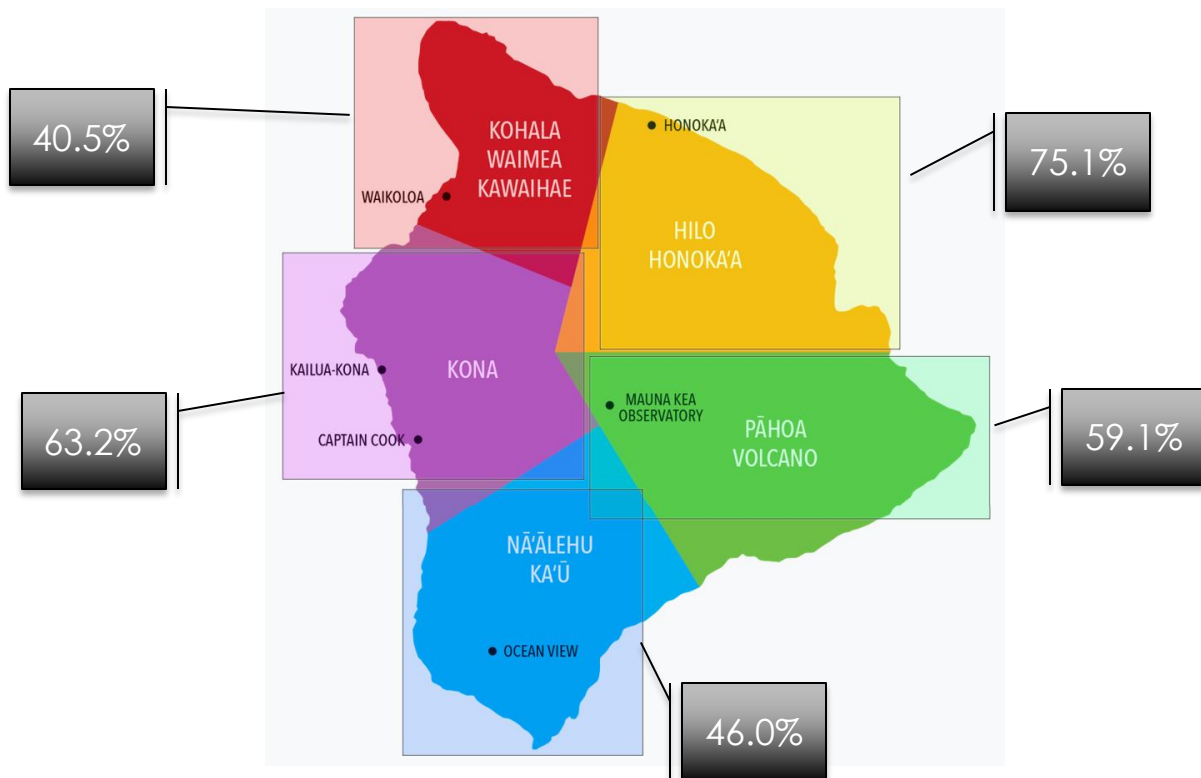 40.5%
KOHALA
WAIMEA
KAWAIHAE
WAIKOLOA
HONOKA'A
75.1%
HILO
HONOKA'A
KAILUA-KONA
KONA
CAPTAIN COOK
63.2%
MAUNA KEA
OBSERVATORY
PĀHOA
VOLCANO
59.1%
NĀ'ĀLEHU
KA'Ū
OCEAN VIEW
46.0%